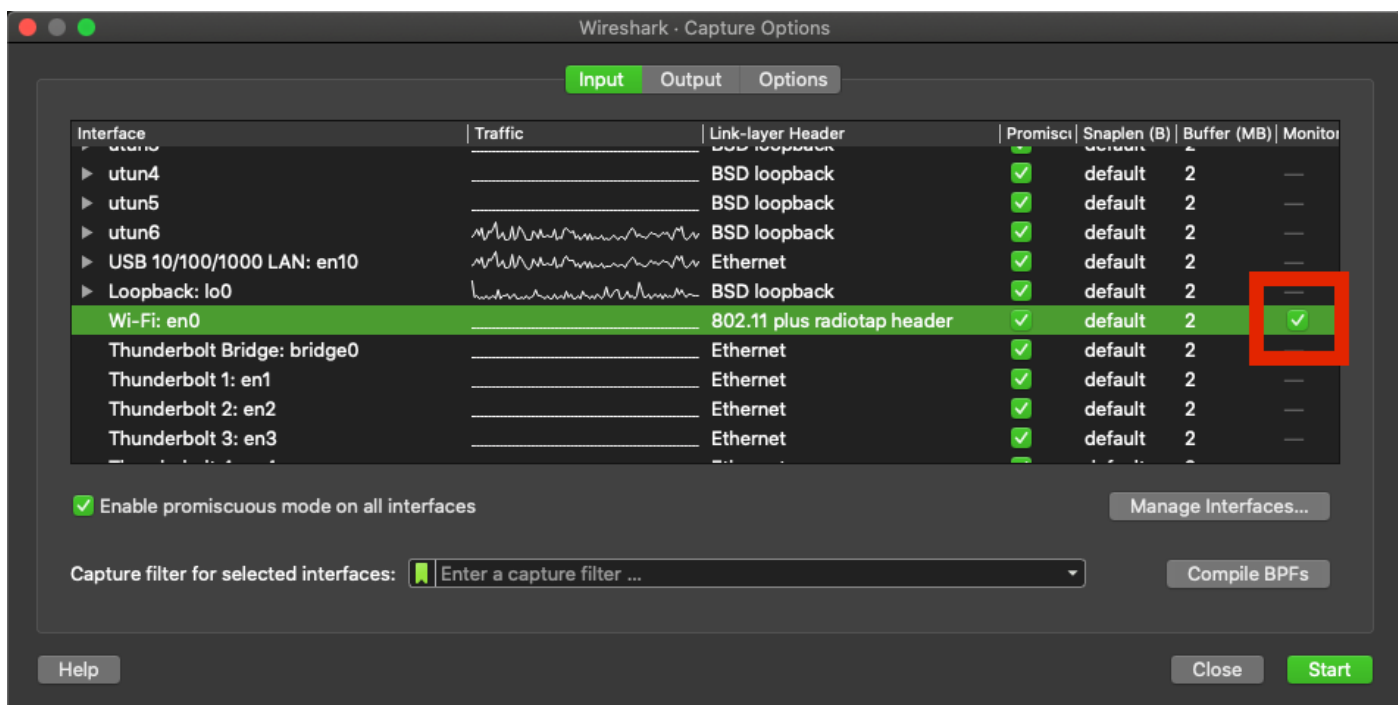 Wireshark · Capture Options
Input Output Options
Interface Traffic Link-layer Header Promiscu Snaplen (B) Buffer (MB) Monitor
utun3 BSD loopback default 2
utun4 BSD loopback default 2 —
utun5 BSD loopback default 2 —
utun6 BSD loopback default 2 —
USB 10/100/1000 LAN: en10 Ethernet default 2 —
Loopback: lo0 BSD loopback default 2 —
Wi-Fi: en0 802.11 plus radiotap header default 2
Thunderbolt Bridge: bridge0 Ethernet default 2 —
Thunderbolt 1: en1 Ethernet default 2 —
Thunderbolt 2: en2 Ethernet default 2 —
Thunderbolt 3: en3 Ethernet default 2 —
Enable promiscuous mode on all interfaces
Manage Interfaces...
Capture filter for selected interfaces: Enter a capture filter ... Compile BPFs
Help Close Start